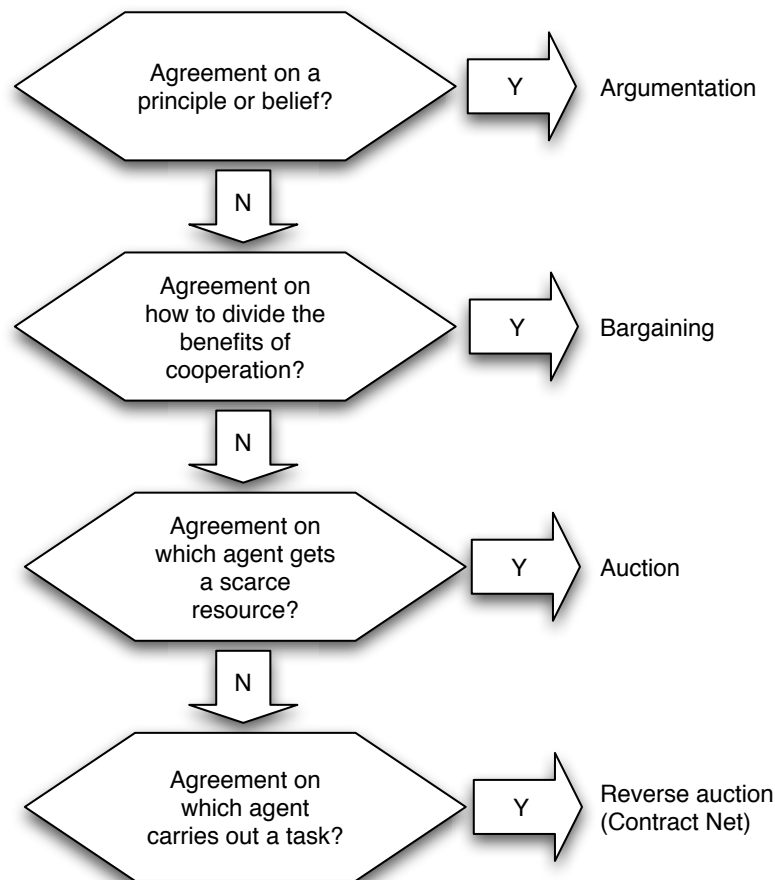 Agreement on a
principle or belief?
Y
Argumentation
N
Agreement on
how to divide the
benefits of
cooperation?
Y
Bargaining
N
Agreement on
which agent gets
a scarce
resource?
Y
Auction
N
Agreement on
which agent
carries out a task?
Y
Reverse auction
(Contract Net)